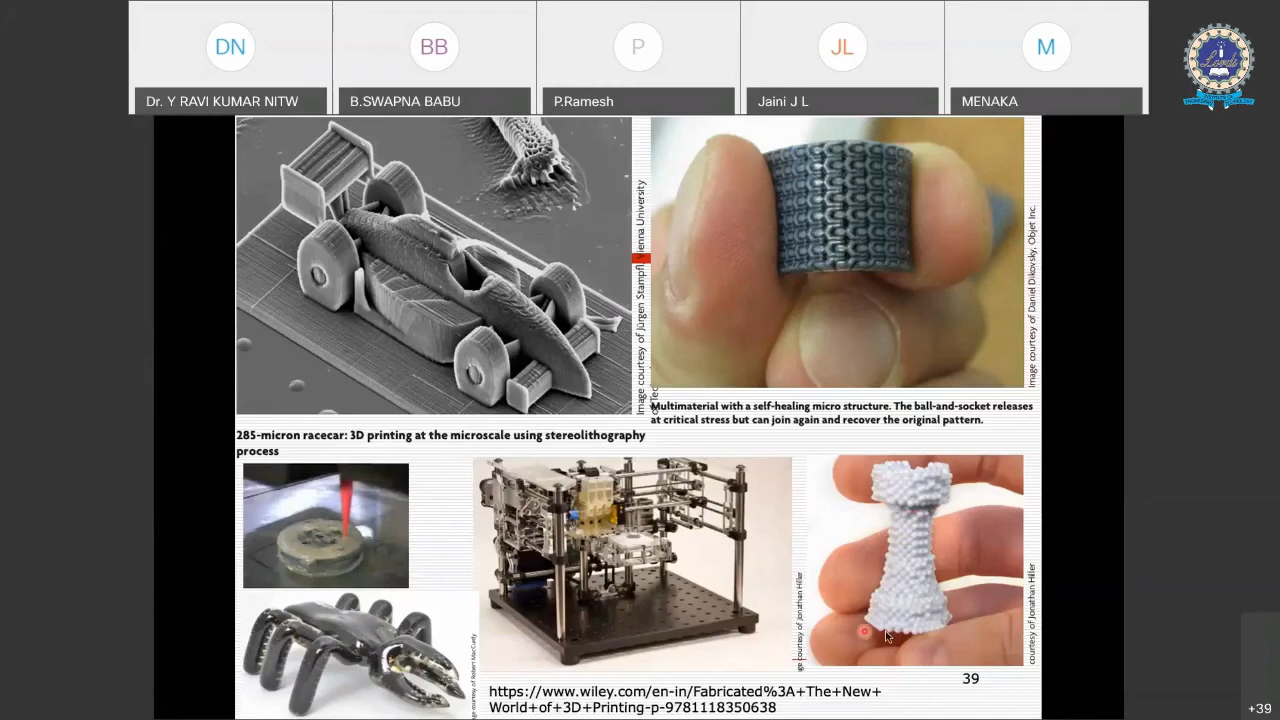 DN
BB
P
JL
M
Dr. Y RAVI KUMAR NITW
B.SWAPNA BABU
P.Ramesh
Jaini J L
MENAKA
Image courtesy of Jürgen Stampfl, Vienna University
Image courtesy of Daniel Dikovsky, Objet Inc.
Multimaterial with a self-healing micro structure. The ball-and-socket releases
at critical stress but can join again and recover the original pattern.
285-micron racecar: 3D printing at the microscale using stereolithography
process
courtesy of Robert MacCurdy
courtesy of Jonathan Hiller
courtesy of Jonathan Hiller
39
https://www.wiley.com/en-in/Fabricated%3A+The+New+
World+of+3D+Printing-p-9781118350638
+39